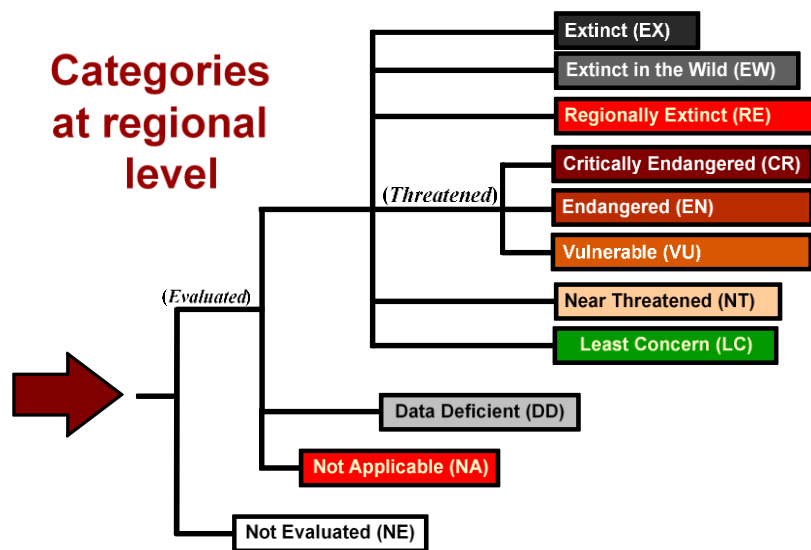 Categories
at regional
level
Extinct (EX)
Extinct in the Wild (EW)
Regionally Extinct (RE)
Critically Endangered (CR)
(Threatened)
Endangered (EN)
Vulnerable (VU)
(Evaluated)
Near Threatened (NT)
Least Concern (LC)
Data Deficient (DD)
Not Applicable (NA)
Not Evaluated (NE)